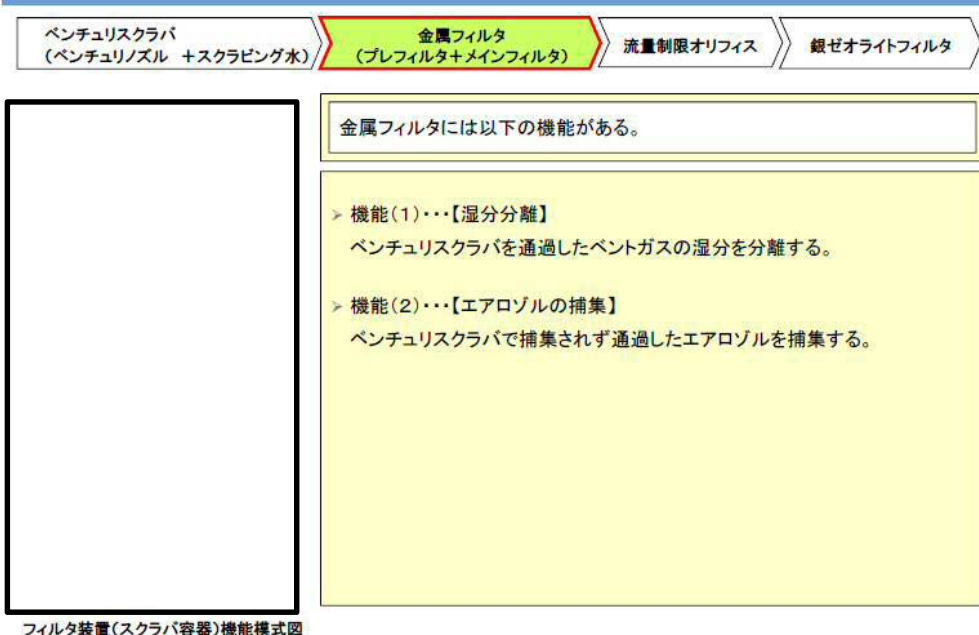 ベンチュリスクラバ
(ベンチュリノズル +スクラビング水)
金属フィルタ
(プレフィルタ+メインフィルタ)
流量制限オリフィス
銀ゼオライトフィルタ
金属フィルタには以下の機能がある。
➢ 機能(1)・・・【湿分分離】
ベンチュリスクラバを通過したベントガスの湿分を分離する。
➢ 機能(2)・・・【エアロゾルの捕集】
ベンチュリスクラバで捕集されず通過したエアロゾルを捕集する。
フィルタ装置(スクラバ容器)機能模式図